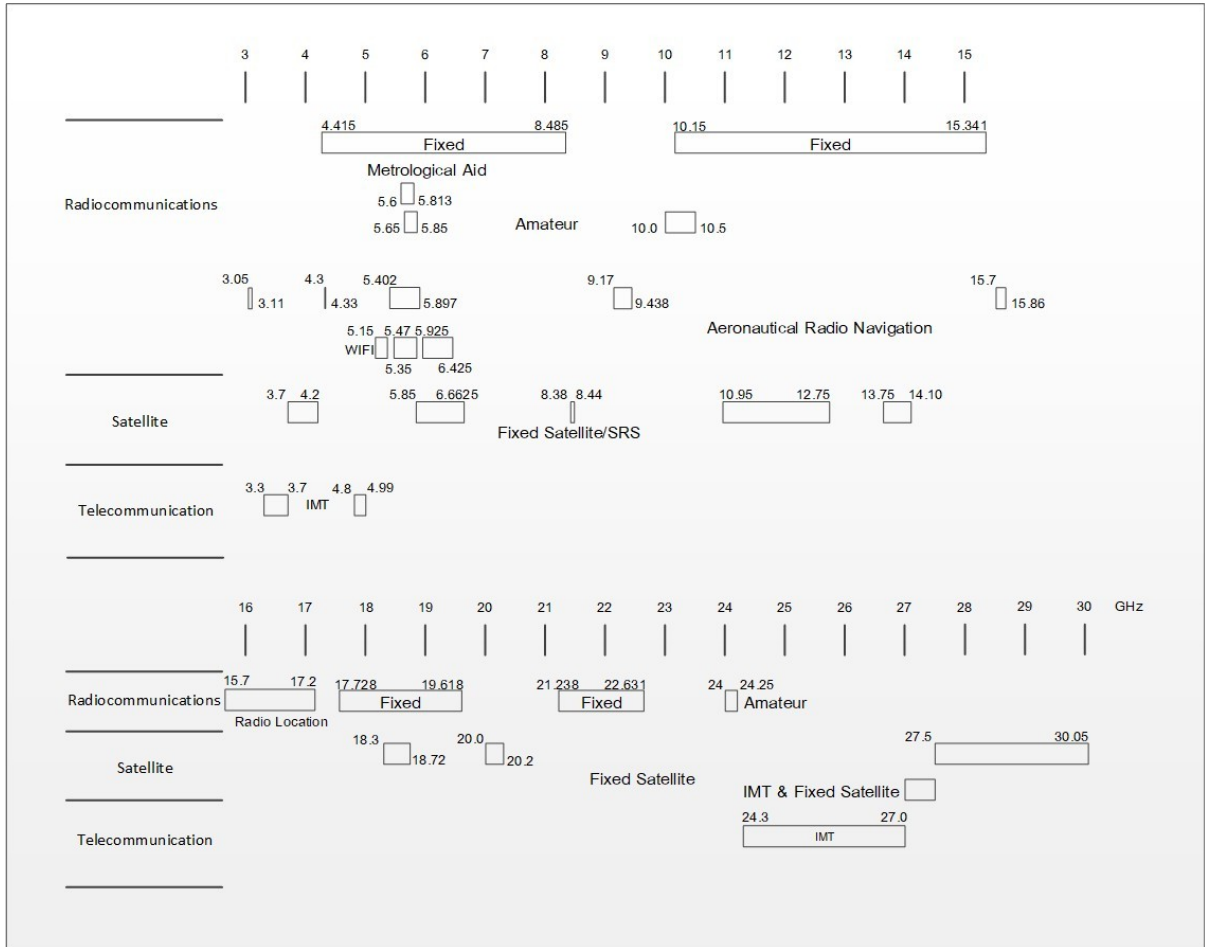 3 4 5 6 7 8 9 10 11 12 13 14 15
4.415 8.485 10.15 15.341
Fixed Fixed
Metrological Aid
Radiocommunications
5.6 5.813
5.65 5.85 Amateur 10.0 10.5
3.05 4.3 5.402 9.17 15.7
3.11 4.33 5.897 9.438 15.86
Aeronautical Radio Navigation
5.15 5.47 5.925
WIFI
5.35 6.425
3.7 4.2 5.85 6.6625 8.38 8.44 10.95 12.75 13.75 14.10
Satellite
Fixed Satellite/SRS
3.3 3.7 4.8 4.99
IMT
Telecommunication
16 17 18 19 20 21 22 23 24 25 26 27 28 29 30 GHz
15.7 17.2 17.728 19.618 21.238 22.631 24 24.25
Radiocommunications Fixed Fixed Amateur
Radio Location
18.3 20.0 27.5 30.05
18.72 20.2
Satellite
Fixed Satellite
IMT & Fixed Satellite
24.3 27.0
Telecommunication IMT